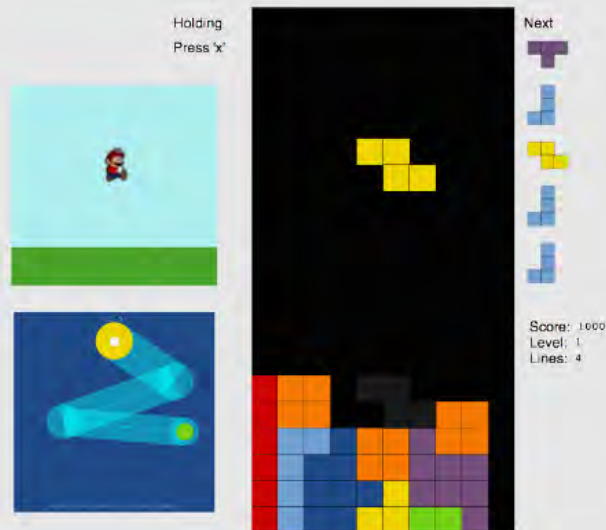 Holding
Press 'x'
Next
Score: 1000
Level: 1
Lines: 4